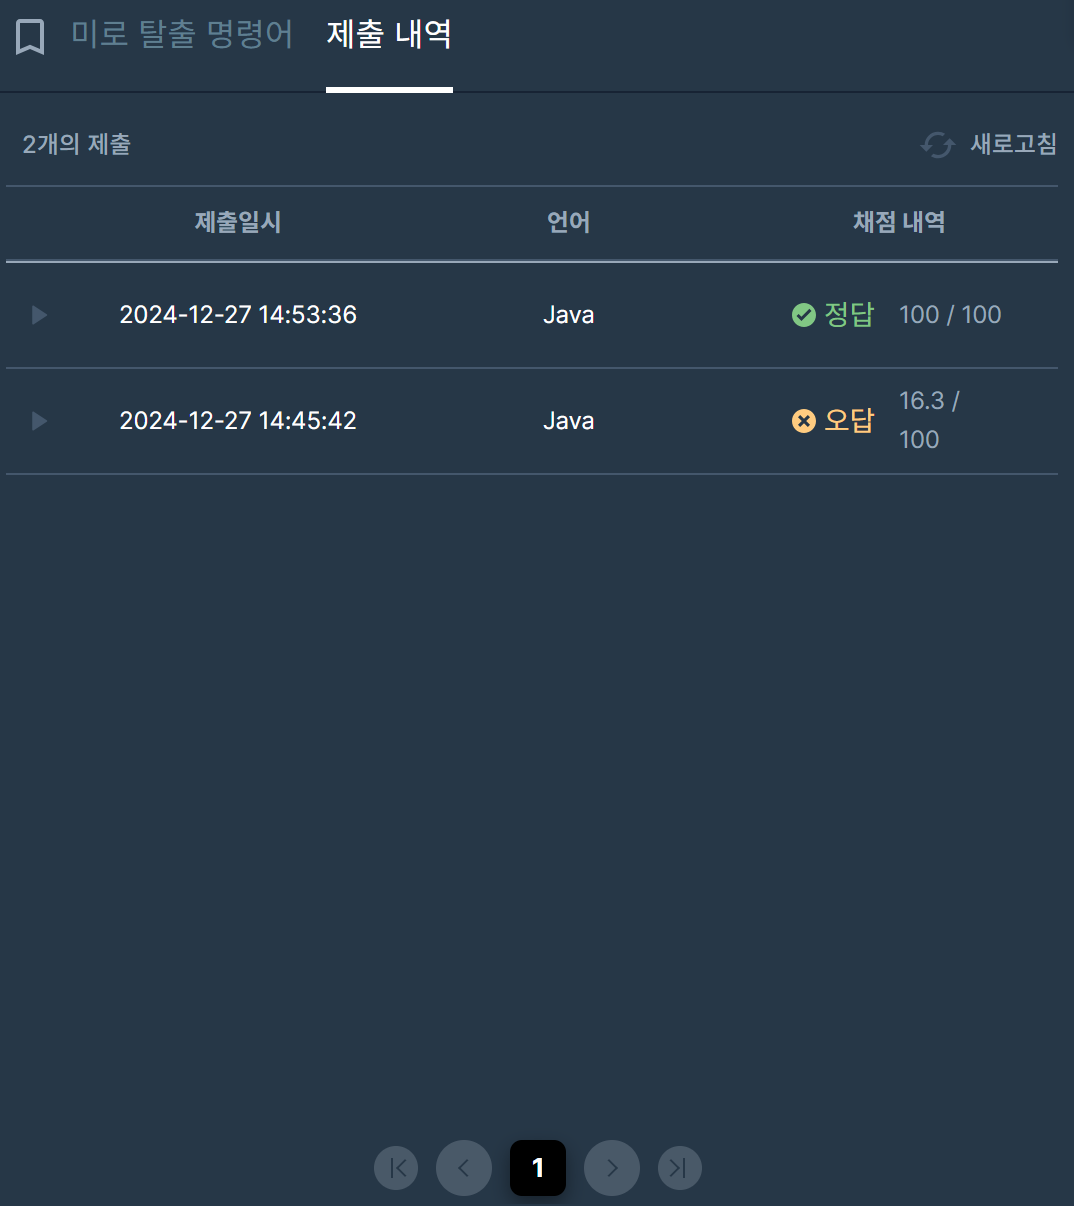 미로 탈출 명령어 제출 내역
2개의 제출 새로고침
제출일시 언어 채점 내역
2024-12-27 14:53:36 Java 정답 100 / 100
2024-12-27 14:45:42 Java 오답 16.3 /
100
1